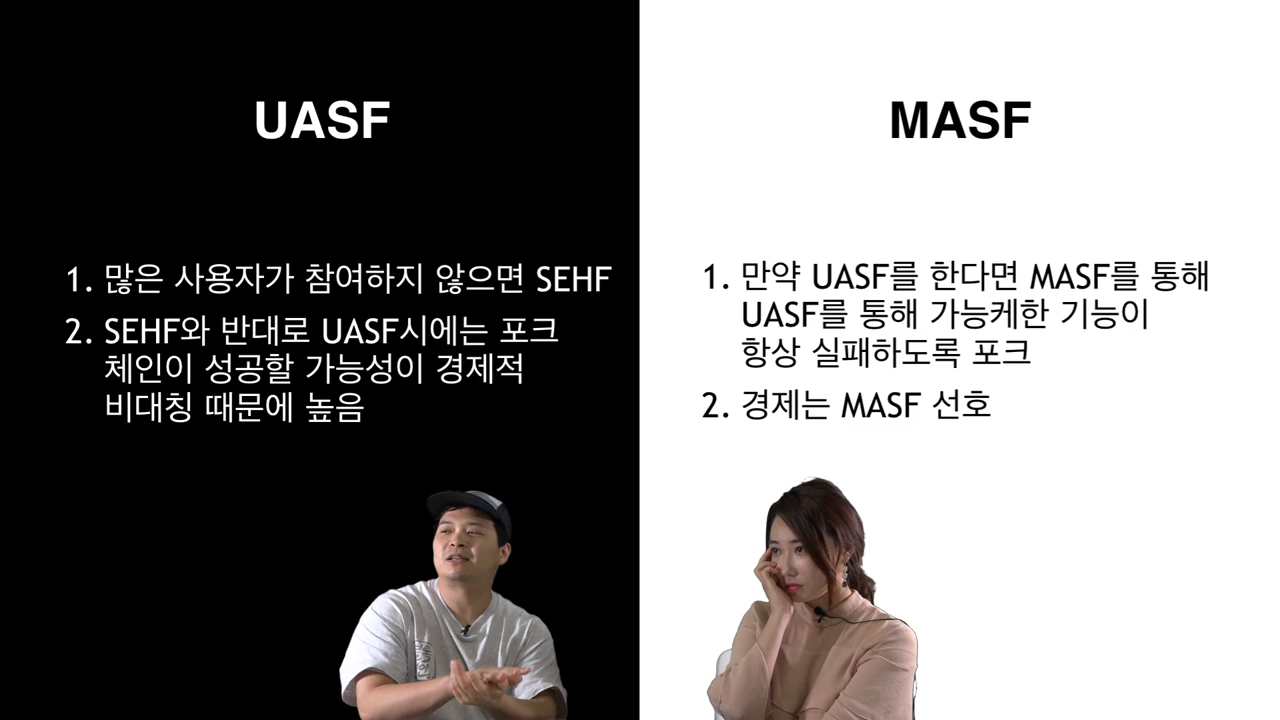 UASF
1. 많은 사용자가 참여하지 않으면 SEHF
2. SEHF와 반대로 UASF시에는 포크
체인이 성공할 가능성이 경제적
비대칭 때문에 높음
MASF
1. 만약 UASF를 한다면 MASF를 통해
UASF를 통해 가능케한 기능이
항상 실패하도록 포크
2. 경제는 MASF 선호